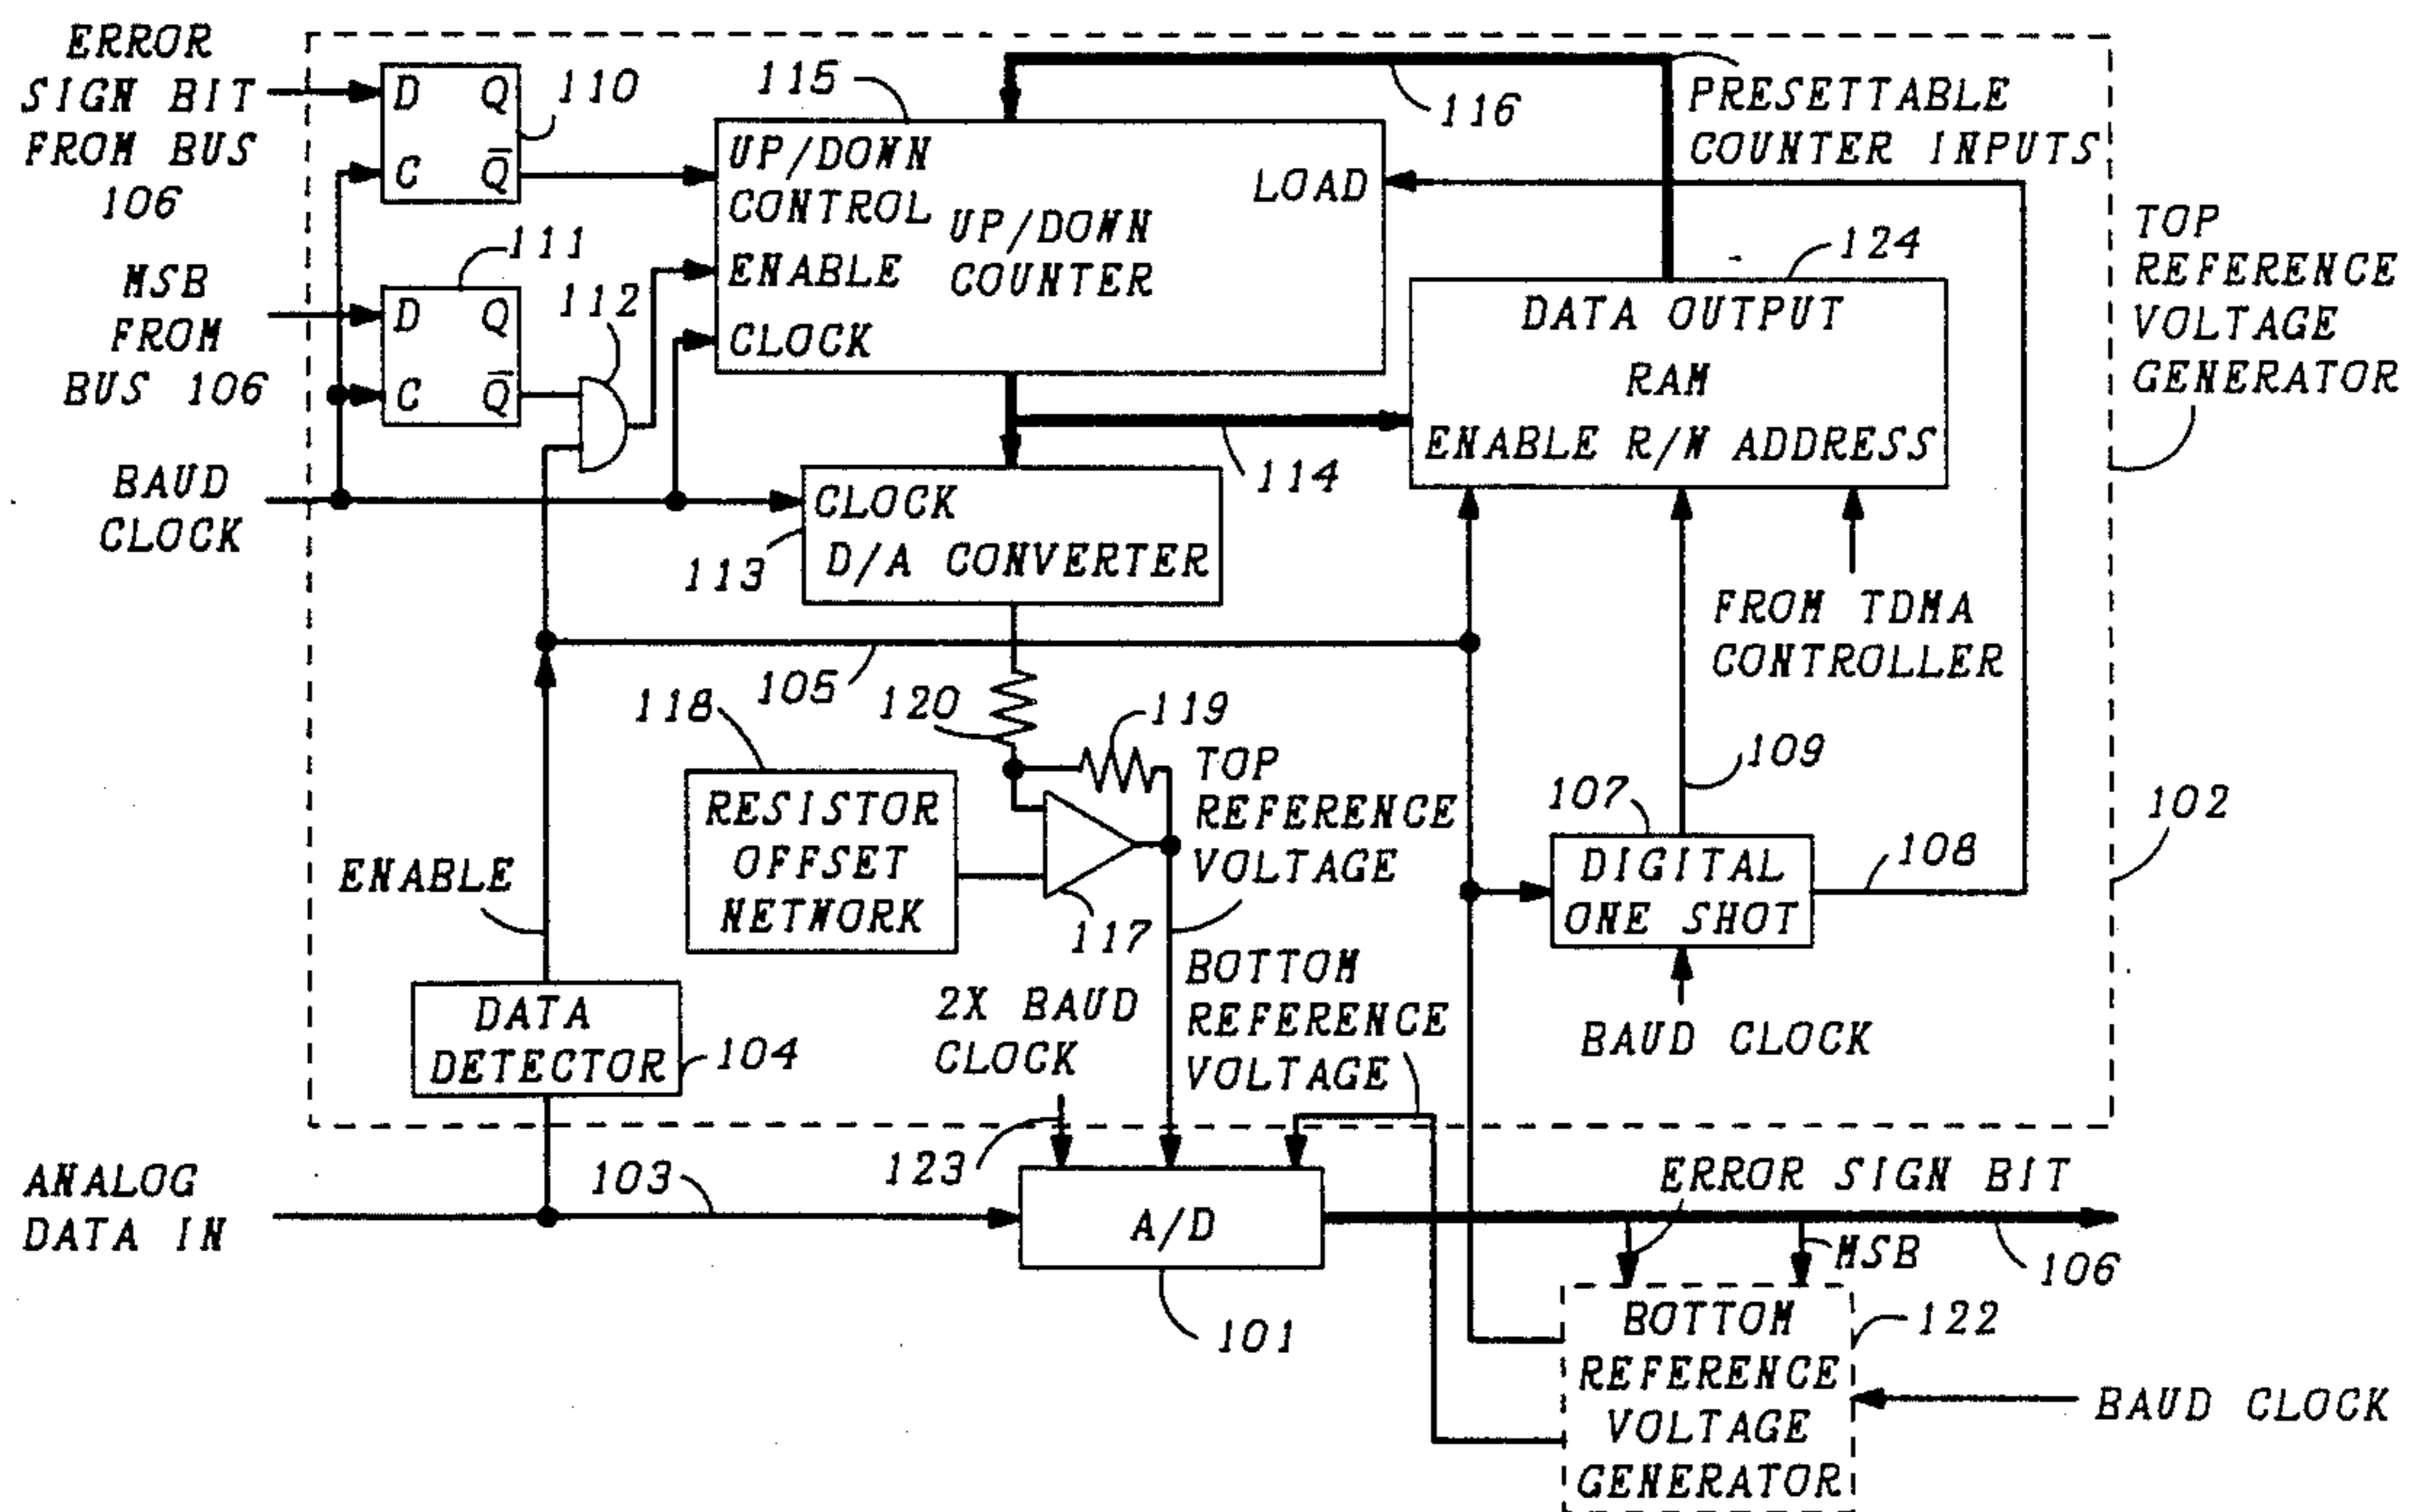 ERROR
SIGN BIT
FROM BUS
106
D Q
C Q̅
110
115
116
PRESETTABLE
COUNTER INPUTS
UP/DOWN
CONTROL
ENABLE
CLOCK
UP/DOWN
COUNTER
LOAD
TOP
REFERENCE
VOLTAGE
GENERATOR
MSB
FROM
BUS 106
111
D Q
C Q̅
112
124
DATA OUTPUT
RAM
ENABLE R/W ADDRESS
BAUD
CLOCK
CLOCK
D/A CONVERTER
113
114
FROM TDMA
CONTROLLER
105
118
120
119
RESISTOR
OFFSET
NETWORK
117
TOP
REFERENCE
VOLTAGE
109
107
DIGITAL
ONE SHOT
108
102
BAUD CLOCK
ENABLE
DATA
DETECTOR
104
2X BAUD
CLOCK
BOTTOM
REFERENCE
VOLTAGE
123
ANALOG
DATA IN
103
A/D
101
ERROR SIGN BIT
MSB
106
BOTTOM
REFERENCE
VOLTAGE
GENERATOR
122
BAUD CLOCK